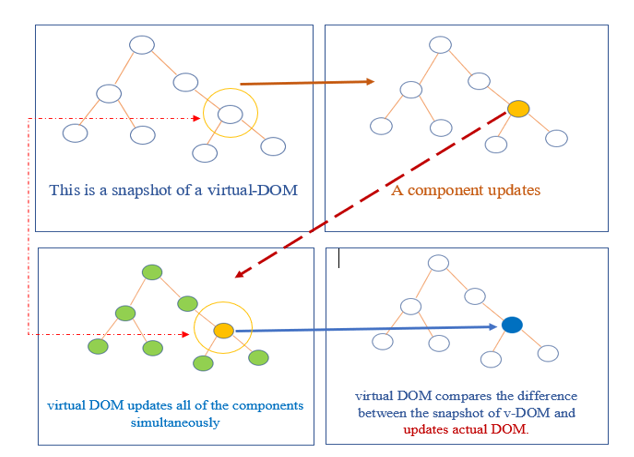 This is a snapshot of a virtual-DOM
A component updates
virtual DOM updates all of the components
simultaneously
virtual DOM compares the difference
between the snapshot of v-DOM and
updates actual DOM.